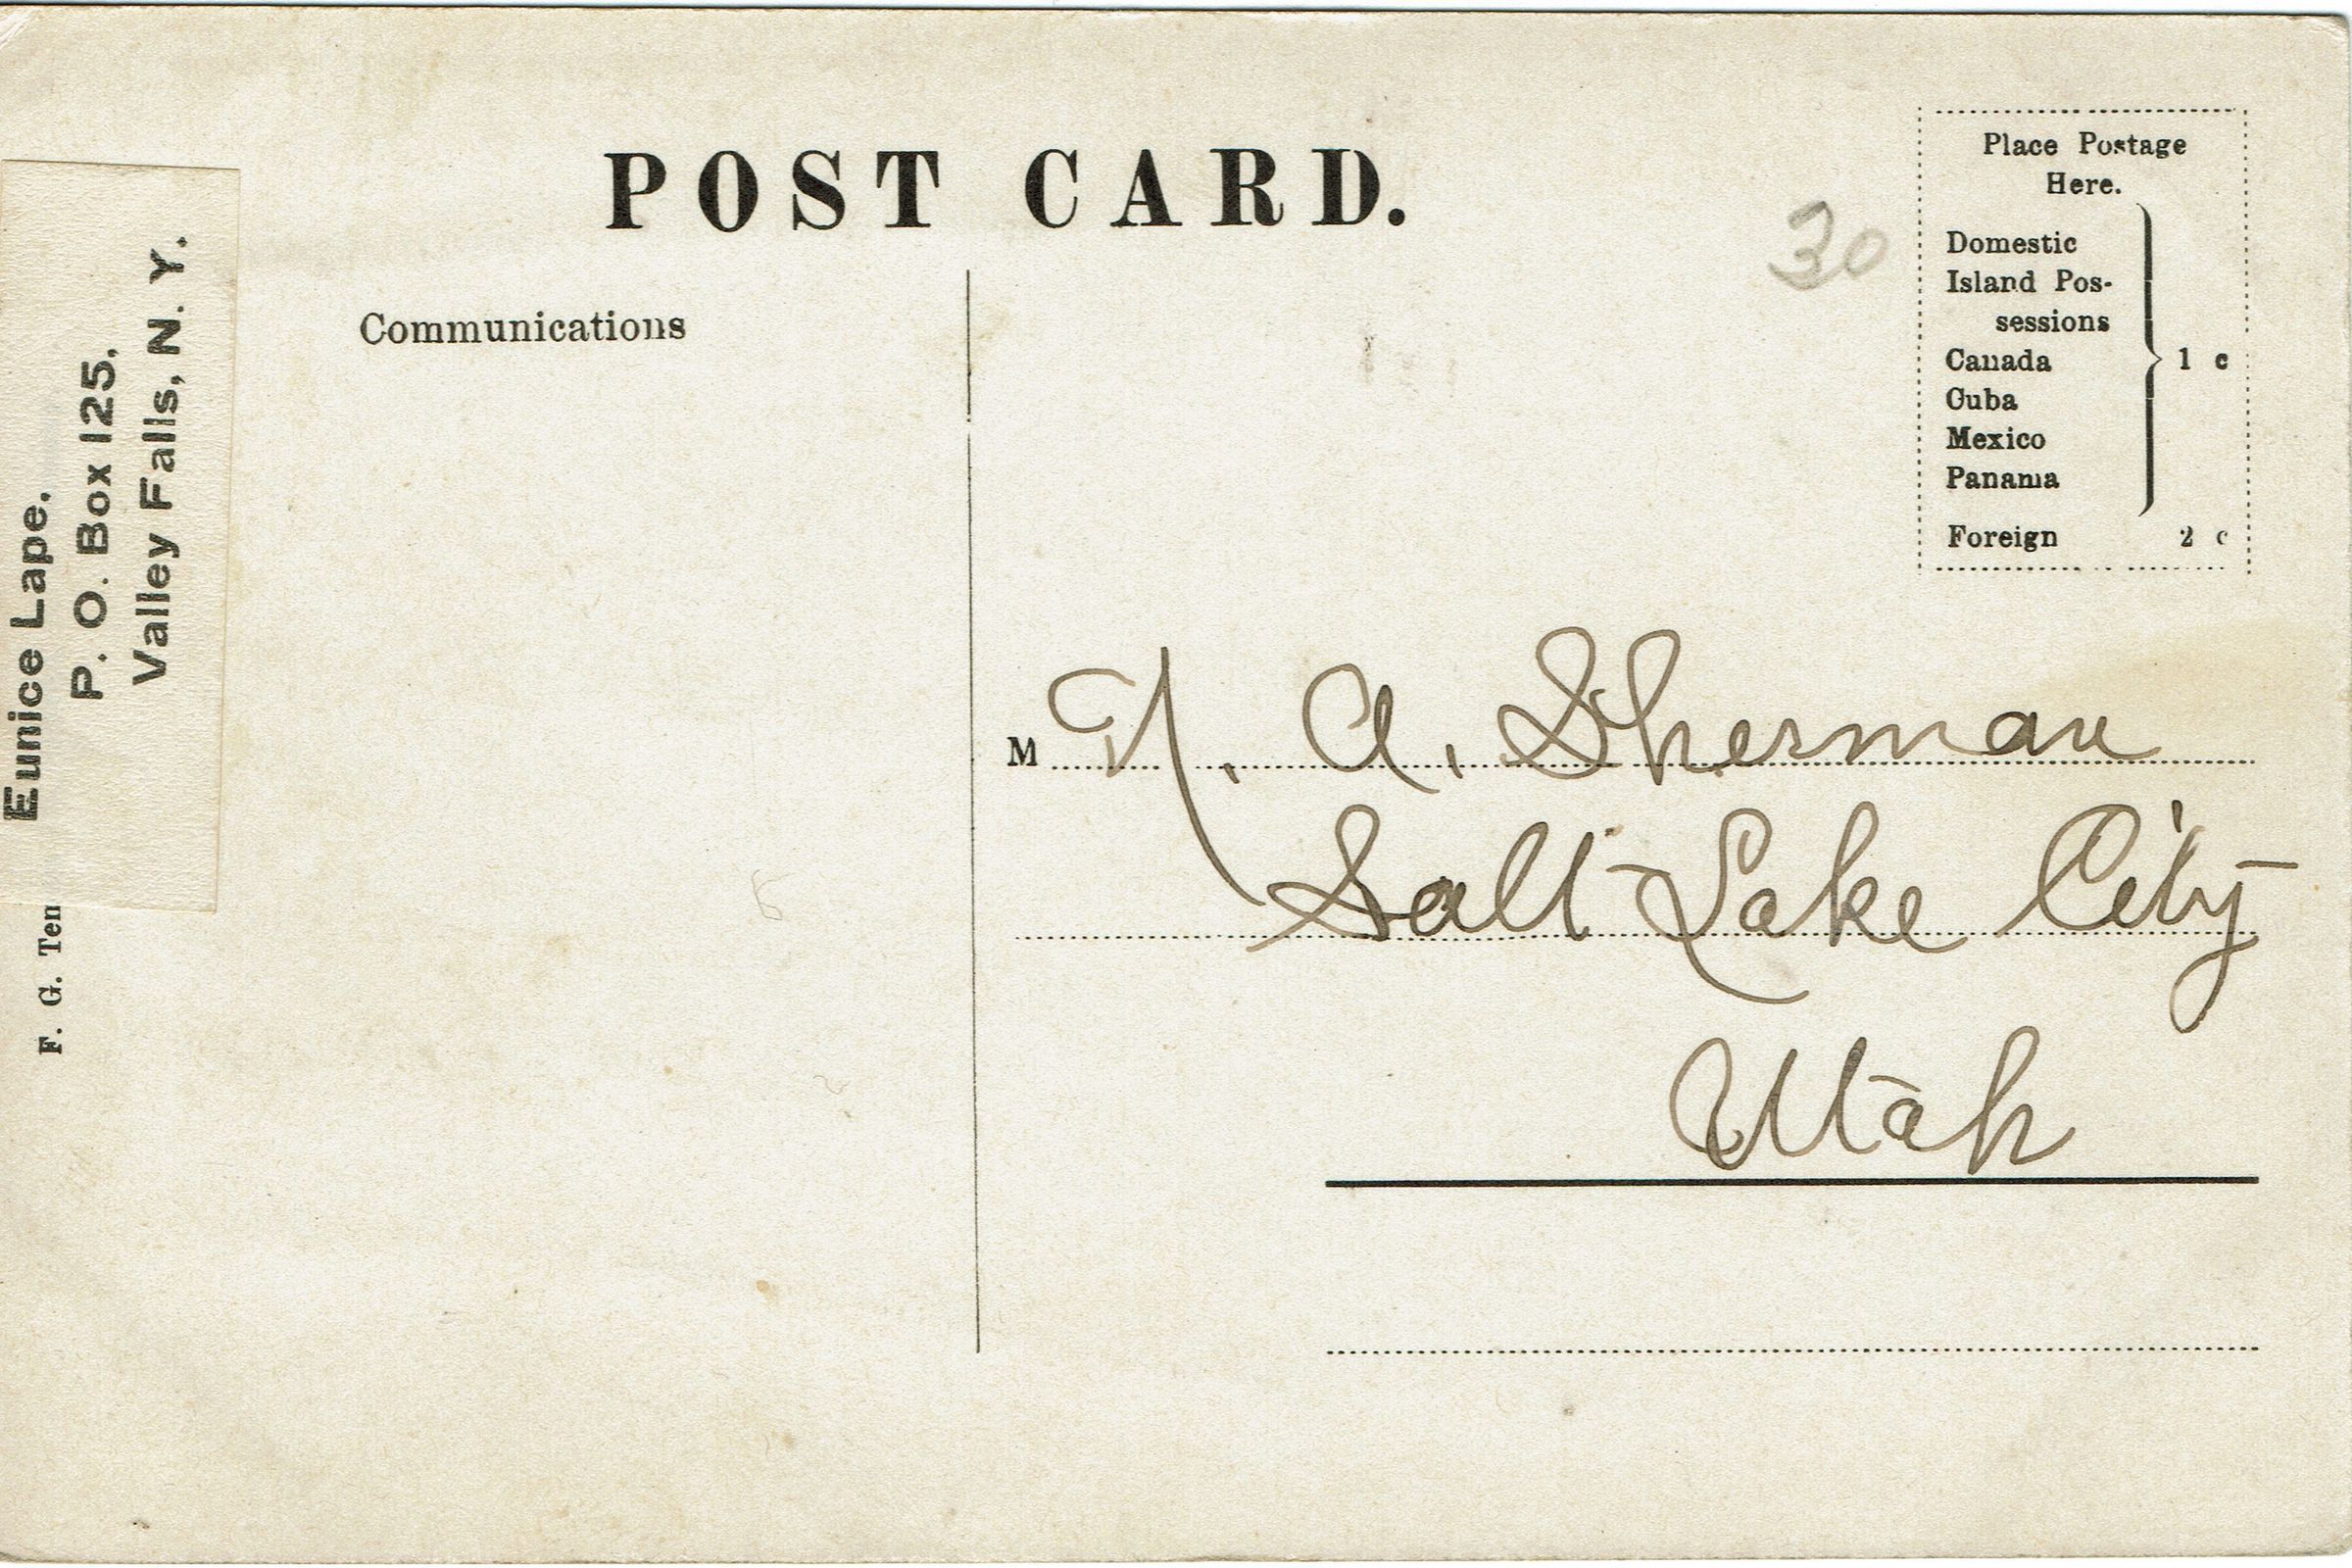 POST CARD.
Communications
30
Place Postage
Here.
Domestic
Island Pos-
sessions
Canada
Cuba
Mexico
Panama
1 c
Foreign 2 c
Eunice Lape.
P. O. Box 125.
Valley Falls, N. Y.
F. G. Ten
M A. Sherman
Salt Lake City
Utah